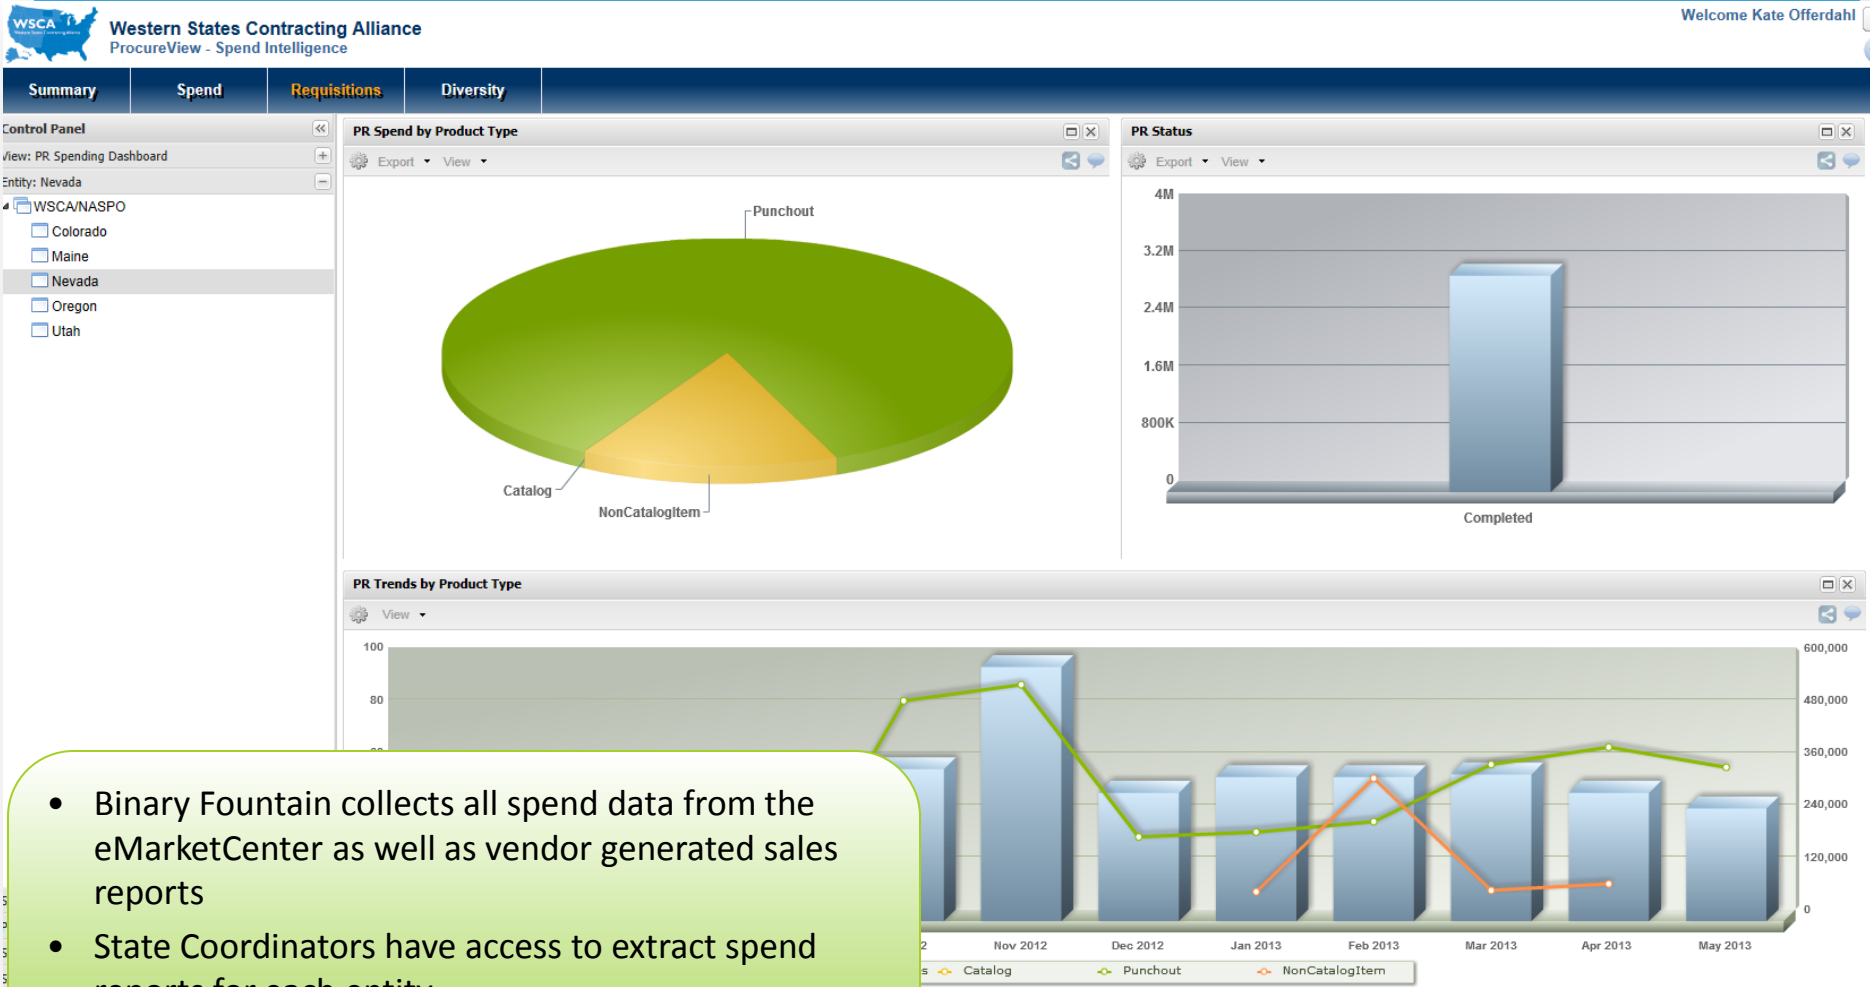 WSCA
Western States Contracting Alliance
ProcureView - Spend Intelligence
Welcome Kate Offerdahl
Summary Spend Requisitions Diversity
Control Panel
View: PR Spending Dashboard
Entity: Nevada
WSCA/NASPO
Colorado
Maine
Nevada
Oregon
Utah
PR Spend by Product Type
Export View
Punchout
Catalog
NonCatalogItem
PR Status
Export View
4M
3.2M
2.4M
1.6M
800K
0
Completed
PR Trends by Product Type
View
100
80
600,000
480,000
360,000
240,000
120,000
0
2 Nov 2012 Dec 2012 Jan 2013 Feb 2013 Mar 2013 Apr 2013 May 2013
s Catalog Punchout NonCatalogItem
• Binary Fountain collects all spend data from the
eMarketCenter as well as vendor generated sales
reports
• State Coordinators have access to extract spend
reports for each entity